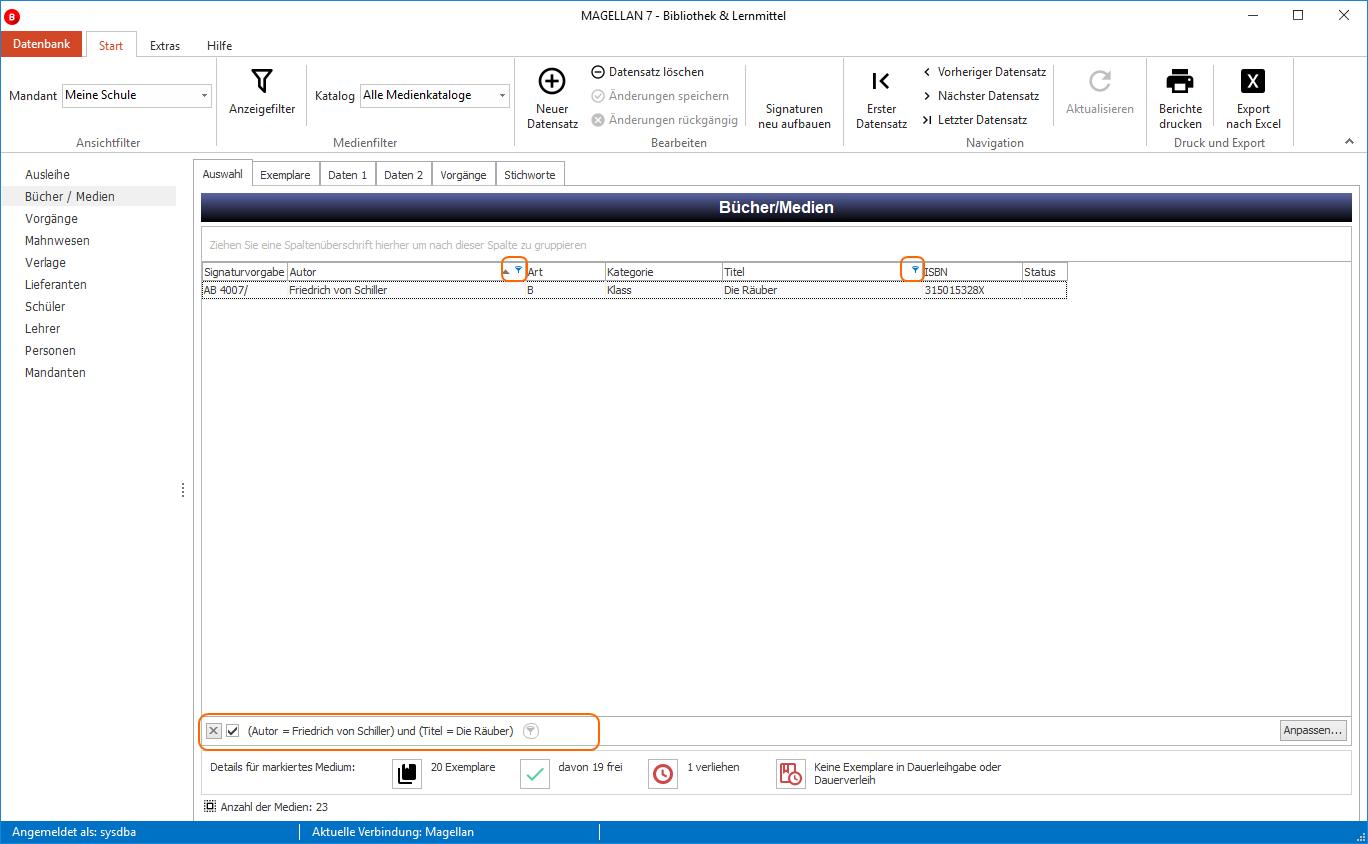 B
MAGELLAN 7 - Bibliothek & Lernmittel
Datenbank
Start
Extras
Hilfe
Mandant
Meine Schule
Ansichtfilter
Anzeigefilter
Katalog
Alle Medienkataloge
Medienfilter
Neuer
Datensatz
Datensatz löschen
Änderungen speichern
Änderungen rückgängig
Signaturen
neu aufbauen
Bearbeiten
Erster
Datensatz
Vorheriger Datensatz
Nächster Datensatz
Letzter Datensatz
Aktualisieren
Navigation
Berichte
drucken
X
Export
nach Excel
Druck und Export
Ausleihe
Bücher / Medien
Vorgänge
Mahnwesen
Verlage
Lieferanten
Schüler
Lehrer
Personen
Mandanten
Auswahl
Exemplare
Daten 1
Daten 2
Vorgänge
Stichworte
Bücher/Medien
Ziehen Sie eine Spaltenüberschrift hierher um nach dieser Spalte zu gruppieren
Signaturvorgabe Autor Art Kategorie Titel ISBN Status
AB 4007/ Friedrich von Schiller B Klass Die Räuber 315015328X
(Autor = Friedrich von Schiller) und (Titel = Die Räuber)
Anpassen...
Details für markiertes Medium:
20 Exemplare
davon 19 frei
1 verliehen
Keine Exemplare in Dauerleihgabe oder
Dauerverleih
Anzahl der Medien: 23
Angemeldet als: sysdba
Aktuelle Verbindung: Magellan